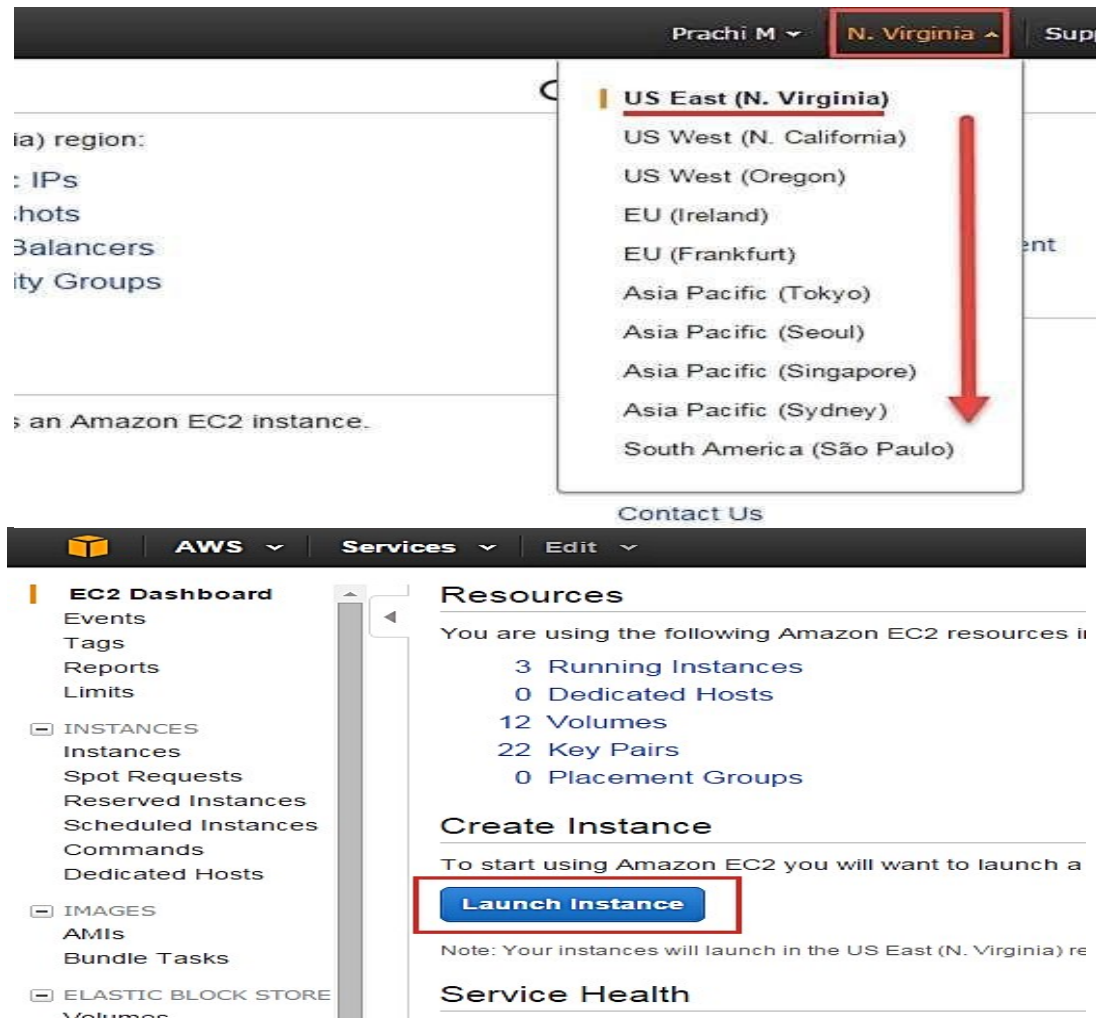 Prachi M N. Virginia Supp
US East (N. Virginia)
ia) region:
US West (N. California)
: IPs
US West (Oregon)
hots
EU (Ireland)
Balancers
EU (Frankfurt)
ent
ity Groups
Asia Pacific (Tokyo)
Asia Pacific (Seoul)
Asia Pacific (Singapore)
s an Amazon EC2 instance.
Asia Pacific (Sydney)
South America (São Paulo)
Contact Us
AWS Services Edit
EC2 Dashboard
Events
Tags
Reports
Limits
INSTANCES
Instances
Spot Requests
Reserved Instances
Scheduled Instances
Commands
Dedicated Hosts
IMAGES
AMIs
Bundle Tasks
ELASTIC BLOCK STORE
Volumes
Resources
You are using the following Amazon EC2 resources in
3 Running Instances
0 Dedicated Hosts
12 Volumes
22 Key Pairs
0 Placement Groups
Create Instance
To start using Amazon EC2 you will want to launch a
Launch Instance
Note: Your instances will launch in the US East (N. Virginia) re
Service Health